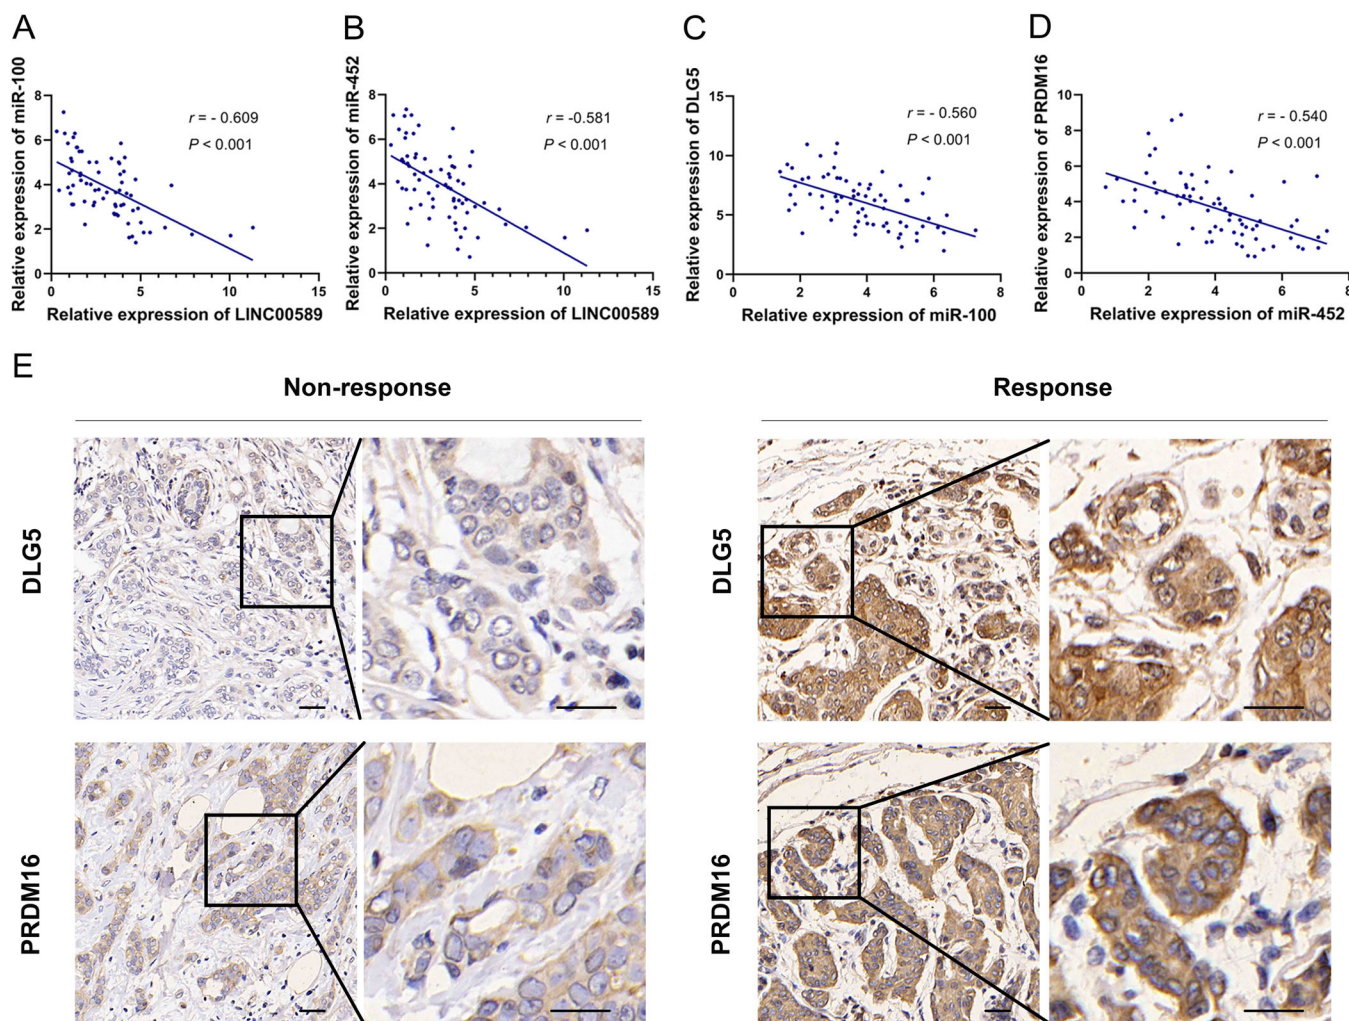 A
B
C
D
Relative expression of miR-100
8
6
4
2
0
0
5
10
15
r = - 0.609
P < 0.001
Relative expression of LINC00589
Relative expression of miR-452
8
6
4
2
0
0
5
10
15
r = -0.581
P < 0.001
Relative expression of LINC00589
Relative expression of DLG5
15
10
5
0
0
2
4
6
8
r = - 0.560
P < 0.001
Relative expression of miR-100
Relative expression of PRDM16
10
8
6
4
2
0
0
2
4
6
8
r = - 0.540
P < 0.001
Relative expression of miR-452
E
Non-response
Response
DLG5
DLG5
PRDM16
PRDM16